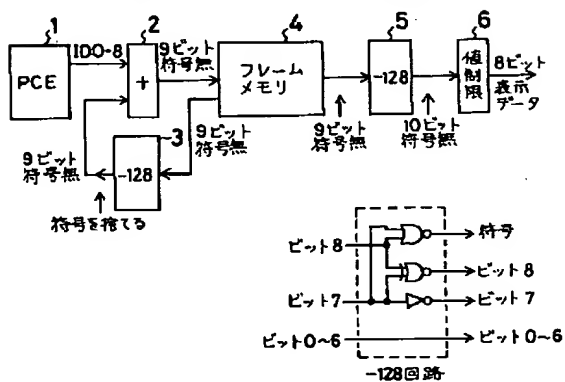 1
2
3
4
5
6
PCE
IDO-8
+
9ビット
符号無
フレーム
メモリ
-128
値制限
8ビット
表示
データ
9ビット
符号無
10ビット
符号無
9ビット
符号無
9ビット
符号無
-128
符号を捨てる
ビット8
ビット7
ビット0~6
符号
ビット8
ビット7
ビット0~6
-128回路